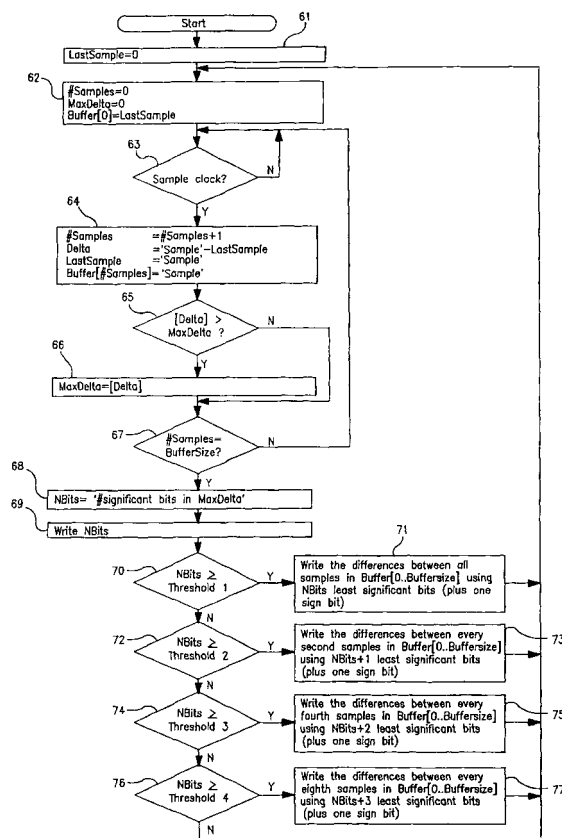 Start
61
LastSample=0
62
#Samples=0
MaxDelta=0
Buffer[0]=LastSample
63
Sample clock?
N
Y
64
#Samples =#Samples+1
Delta ='Sample'-LastSample
LastSample ='Sample'
Buffer[#Samples]='Sample'
65
[Delta] >
MaxDelta ?
N
Y
66
MaxDelta=[Delta]
67
#Samples=
BufferSize?
N
Y
68
NBits= '#significant bits in MaxDelta'
69
Write NBits
70
NBits ≥
Threshold 1
Y
N
71
Write the differences between all
samples in Buffer[0..Buffersize] using
NBits least significant bits (plus one
sign bit)
72
NBits ≥
Threshold 2
Y
N
73
Write the differences between every
second samples in Buffer[0..Buffersize]
using NBits+1 least significant bits
(plus one sign bit)
74
NBits ≥
Threshold 3
Y
N
75
Write the differences between every
fourth samples in Buffer[0..Buffersize]
using NBits+2 least significant bits
(plus one sign bit)
76
NBits ≥
Threshold 4
Y
N
77
Write the differences between every
eighth samples in Buffer[0..Buffersize]
using NBits+3 least significant bits
(plus one sign bit)